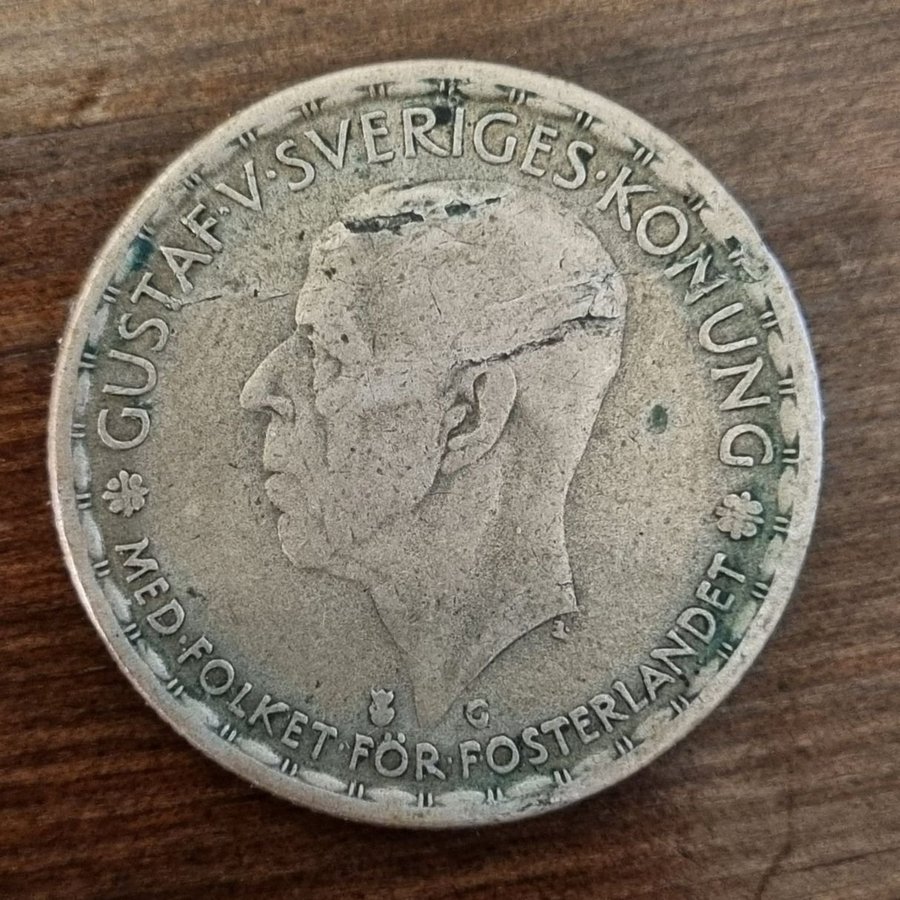 GUSTAF·V·SVERIGES·KONUNG
MED·FOLKET·FÖR·FOSTERLANDET
G